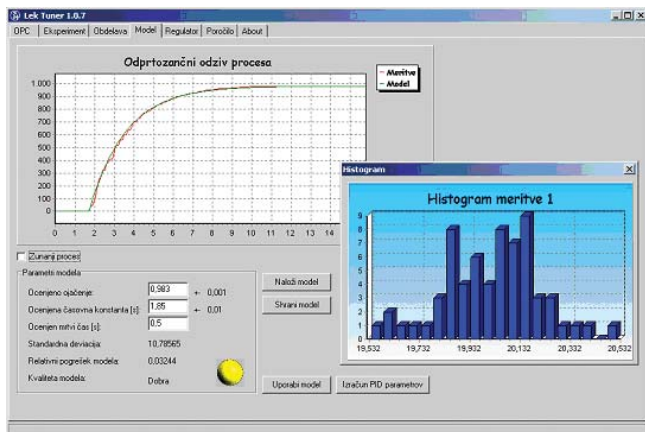 Lek Tuner 1.0.7
OPC Eksperiment Obdelava Model Regulator Poročilo About
Odprtozančni odziv procesa
Meritve
Model
1.000
900
800
700
600
500
400
300
200
100
0
0 1 2 3 4 5 6 7 8 9 10 11 12 13 14
Histogram
Histogram meritve 1
9
8
7
6
5
4
3
2
1
0
19,532 19,732 19,932 20,132 20,332 20,532
Zunanji proces
Parametri modela
Ocenjeno ojačenje: 0,983 +- 0,001
Ocenjena časovna konstanta [s]: 1,85 +- 0,01
Ocenjen mrtvi čas [s]: 0,5
Standardna deviacija: 10,78565
Relativni pogrešek modela: 0,03244
Kvaliteta modela: Dobra
Naloži model
Shrani model
Uporabi model
Izračun PID parametrov